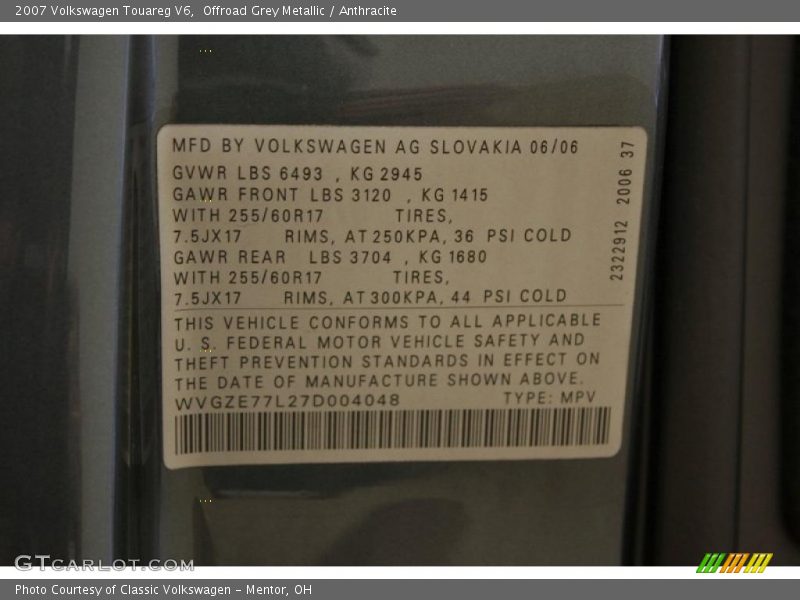 2007 Volkswagen Touareg V6, Offroad Grey Metallic / Anthracite
MFD BY VOLKSWAGEN AG SLOVAKIA 06/06
GVWR LBS 6493 , KG 2945
GAWR FRONT LBS 3120 , KG 1415
WITH 255/60R17 TIRES,
7.5JX17 RIMS, AT 250KPA, 36 PSI COLD
GAWR REAR LBS 3704 , KG 1680
WITH 255/60R17 TIRES,
7.5JX17 RIMS, AT 300KPA, 44 PSI COLD
THIS VEHICLE CONFORMS TO ALL APPLICABLE
U. S. FEDERAL MOTOR VEHICLE SAFETY AND
THEFT PREVENTION STANDARDS IN EFFECT ON
THE DATE OF MANUFACTURE SHOWN ABOVE.
WVGZE77L27D004048 TYPE: MPV
2322912 2006 37
GTCARLOT.COM
Photo Courtesy of Classic Volkswagen - Mentor, OH